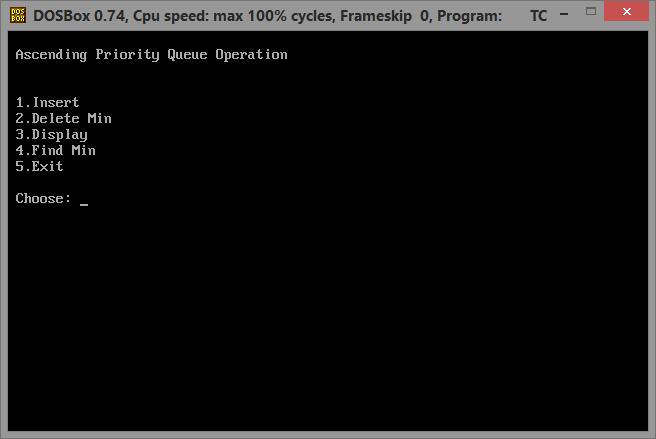 DOS
BOX
DOSBox 0.74, Cpu speed: max 100% cycles, Frameskip  0, Program:       TC
Ascending Priority Queue Operation
1.Insert
2.Delete Min
3.Display
4.Find Min
5.Exit
Choose: _